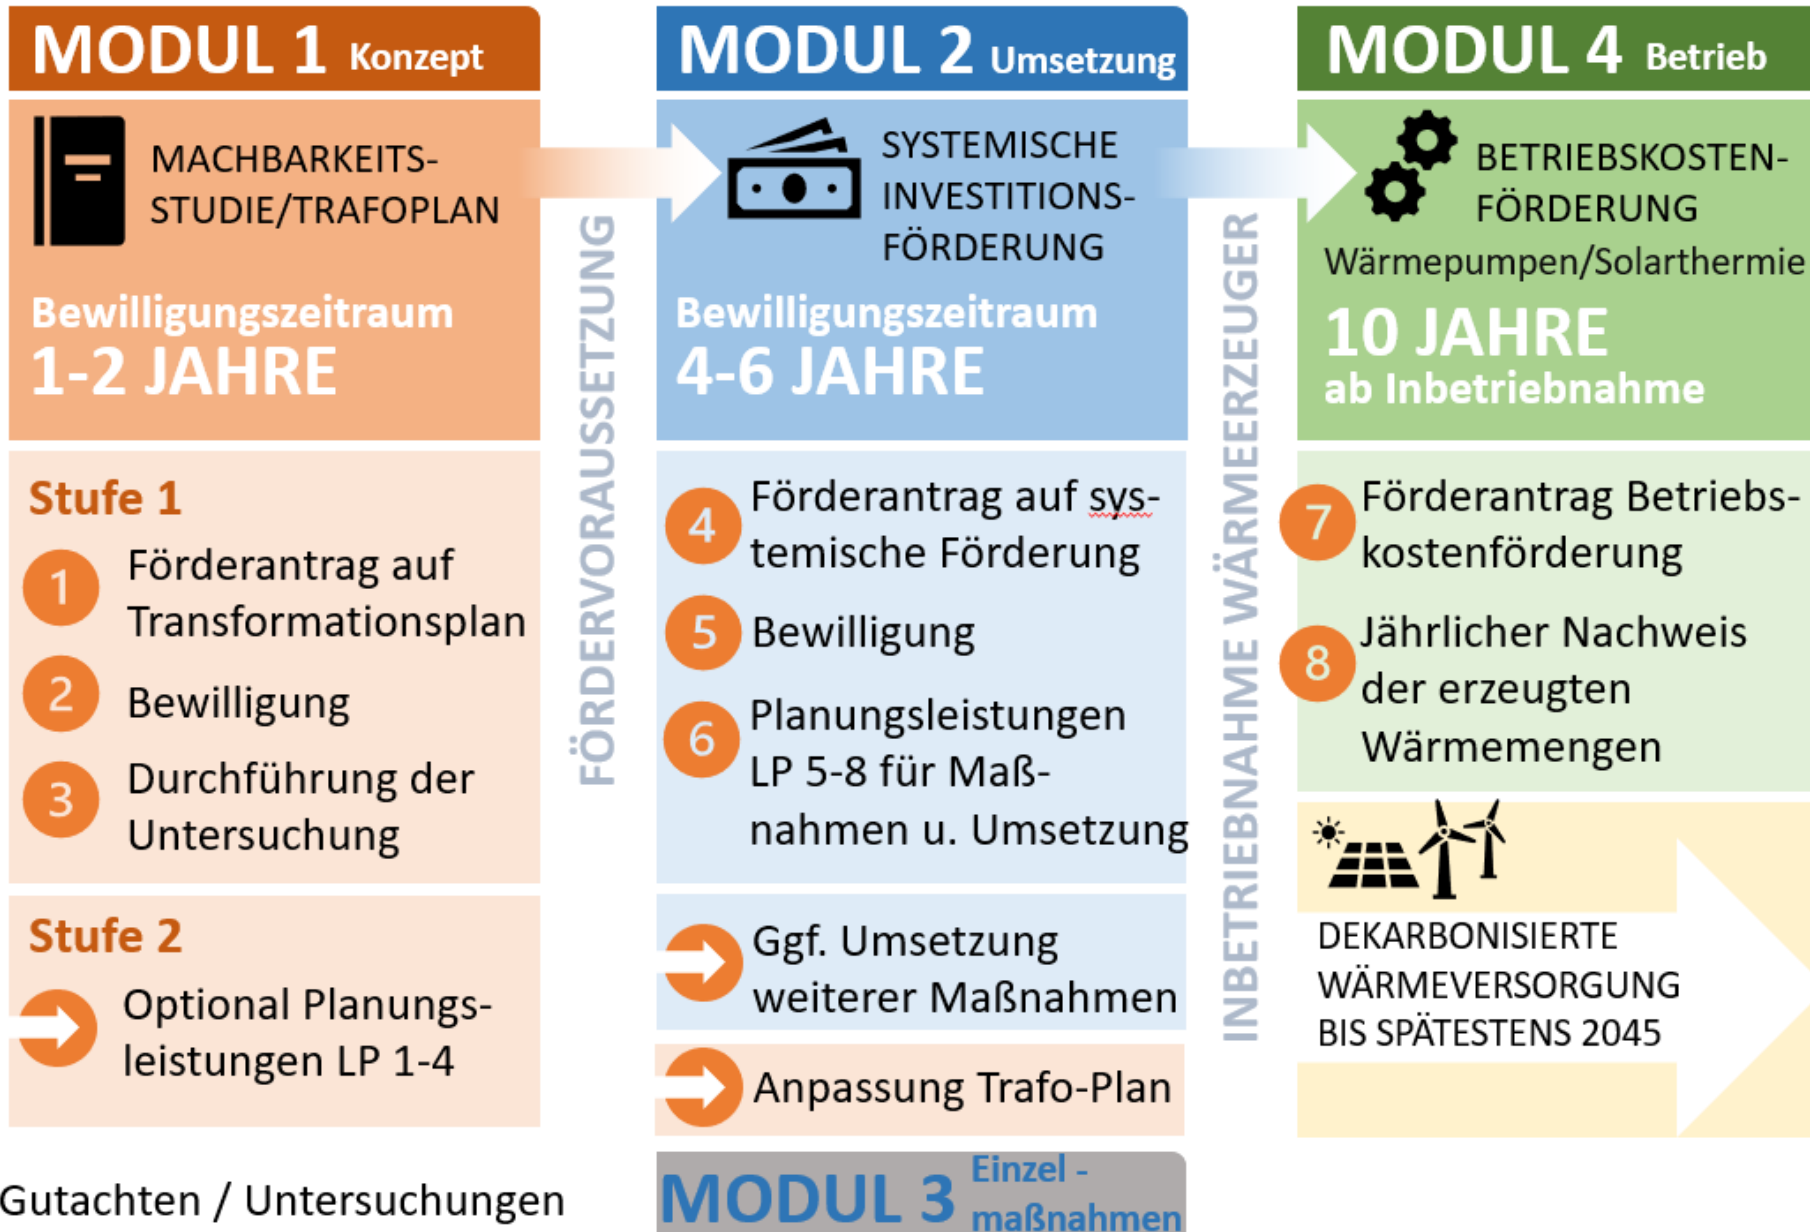 MODUL 1 Konzept
MACHBARKEITS-
STUDIE/TRAFOPLAN
Bewilligungszeitraum
1-2 JAHRE
Stufe 1
1 Förderantrag auf
Transformationsplan
2 Bewilligung
3 Durchführung der
Untersuchung
Stufe 2
Optional Planungs-
leistungen LP 1-4
Gutachten / Untersuchungen
FÖRDERVORAUSSETZUNG
MODUL 2 Umsetzung
SYSTEMISCHE
INVESTITIONS-
FÖRDERUNG
Bewilligungszeitraum
4-6 JAHRE
4 Förderantrag auf sys-
temische Förderung
5 Bewilligung
6 Planungsleistungen
LP 5-8 für Maß-
nahmen u. Umsetzung
Ggf. Umsetzung
weiterer Maßnahmen
Anpassung Trafo-Plan
MODUL 3 Einzel -
maßnahmen
INBETRIEBNAHME WÄRMEERZEUGER
MODUL 4 Betrieb
BETRIEBSKOSTEN-
FÖRDERUNG
Wärmepumpen/Solarthermie
10 JAHRE
ab Inbetriebnahme
7 Förderantrag Betriebs-
kostenförderung
8 Jährlicher Nachweis
der erzeugten
Wärmemengen
DEKARBONISIERTE
WÄRMEVERSORGUNG
BIS SPÄTESTENS 2045